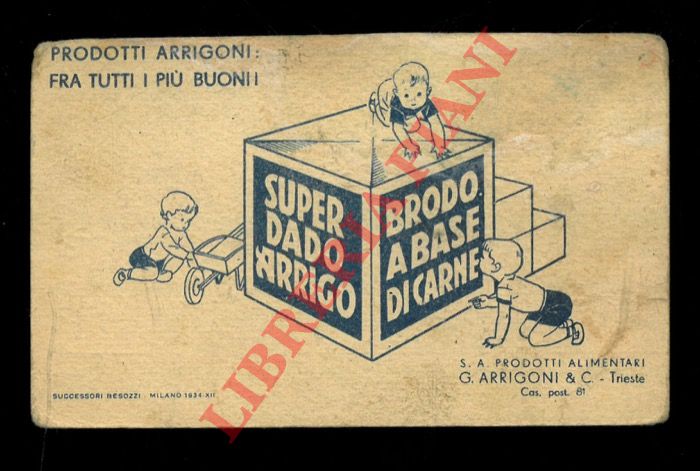 PRODOTTI ARRIGONI:
FRA TUTTI I PIÙ BUONI!
SUPER
DADO
ARRIGO
BRODO
A BASE
DI CARNE
S. A. PRODOTTI ALIMENTARI
G. ARRIGONI & C. - Trieste
Cas. post. 81
SUCCESSORI BESOZZI - MILANO 1934-XII
LIBRERIA PIANI